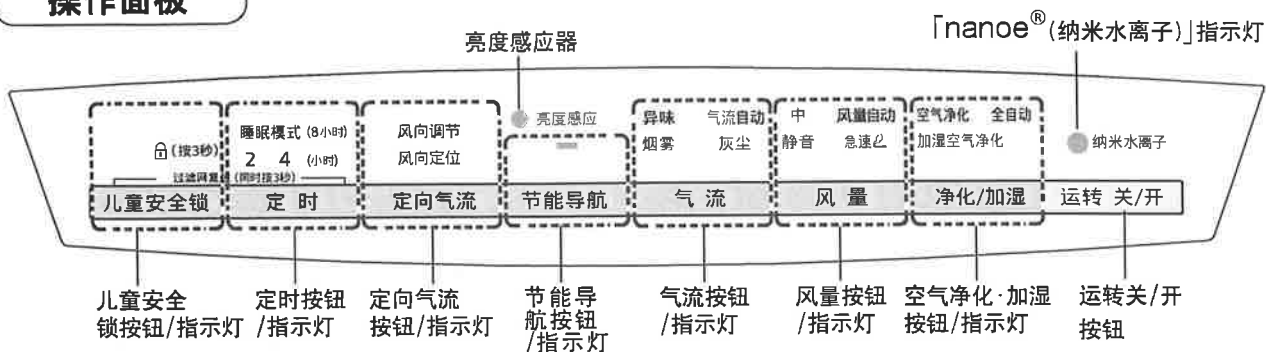 操作面板
亮度感应器
「nanoe®(纳米水离子)」指示灯
亮度感应
异味 气流自动
中 风量自动
空气净化 全自动
睡眠模式 (8小时)
风向调节
烟雾 灰尘
静音 急速
加湿空气净化
纳米水离子
(按3秒)
2 4 (小时)
风向定位
过滤网复位 (同时按3秒)
儿童安全锁 定时 定向气流 节能导航 气流 风量 净化/加湿 运转 关/开
儿童安全
锁按钮/指示灯
定时按钮
/指示灯
定向气流
按钮/指示灯
节能导
航按钮
/指示灯
气流按钮
/指示灯
风量按钮
/指示灯
空气净化·加湿
按钮/指示灯
运转关/开
按钮